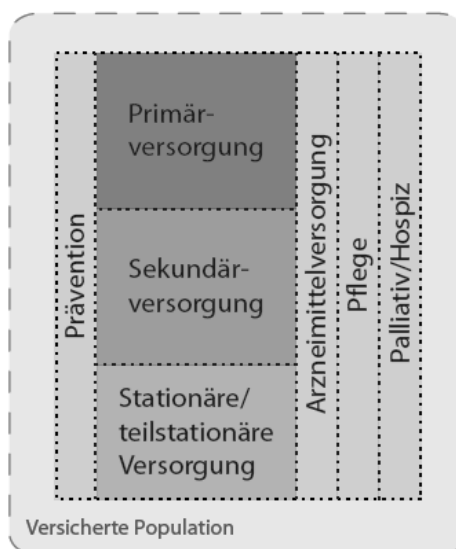 Prävention
Primär-
versorgung
Sekundär-
versorgung
Stationäre/
teilstationäre
Versorgung
Arzneimittelversorgung
Pflege
Palliativ/Hospiz
Versicherte Population